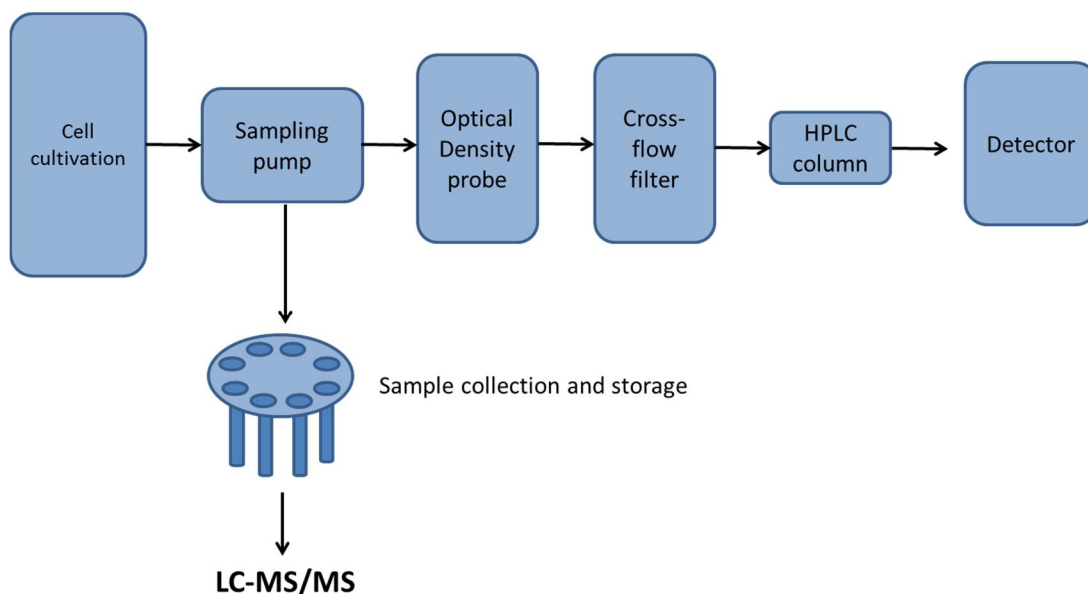 Cell
cultivation
Sampling
pump
Optical
Density
probe
Cross-
flow
filter
HPLC
column
Detector
Sample collection and storage
LC-MS/MS